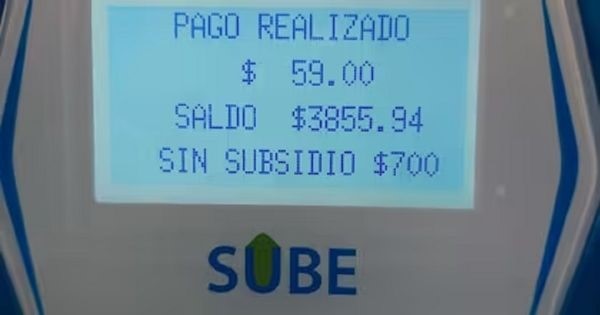 PAGO REALIZADO
$ 59.00
SALDO $3855.94
SIN SUBSIDIO $700
SUBE